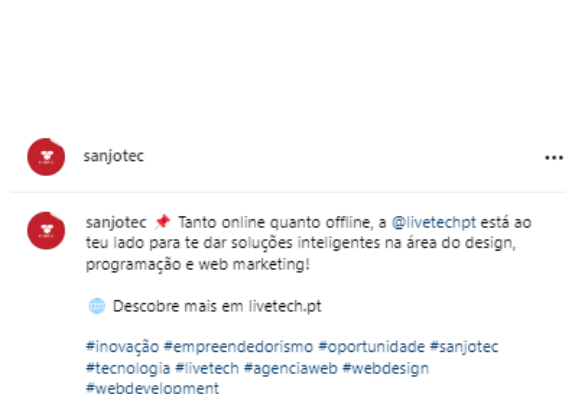 sanjotec
sanjotec 📌 Tanto online quanto offline, a @livetechpt está ao
teu lado para te dar soluções inteligentes na área do design,
programação e web marketing!
🌐 Descobre mais em livetech.pt
#inovação #empreendedorismo #oportunidade #sanjotec
#tecnologia #livetech #agenciaweb #webdesign
#webdevelopment